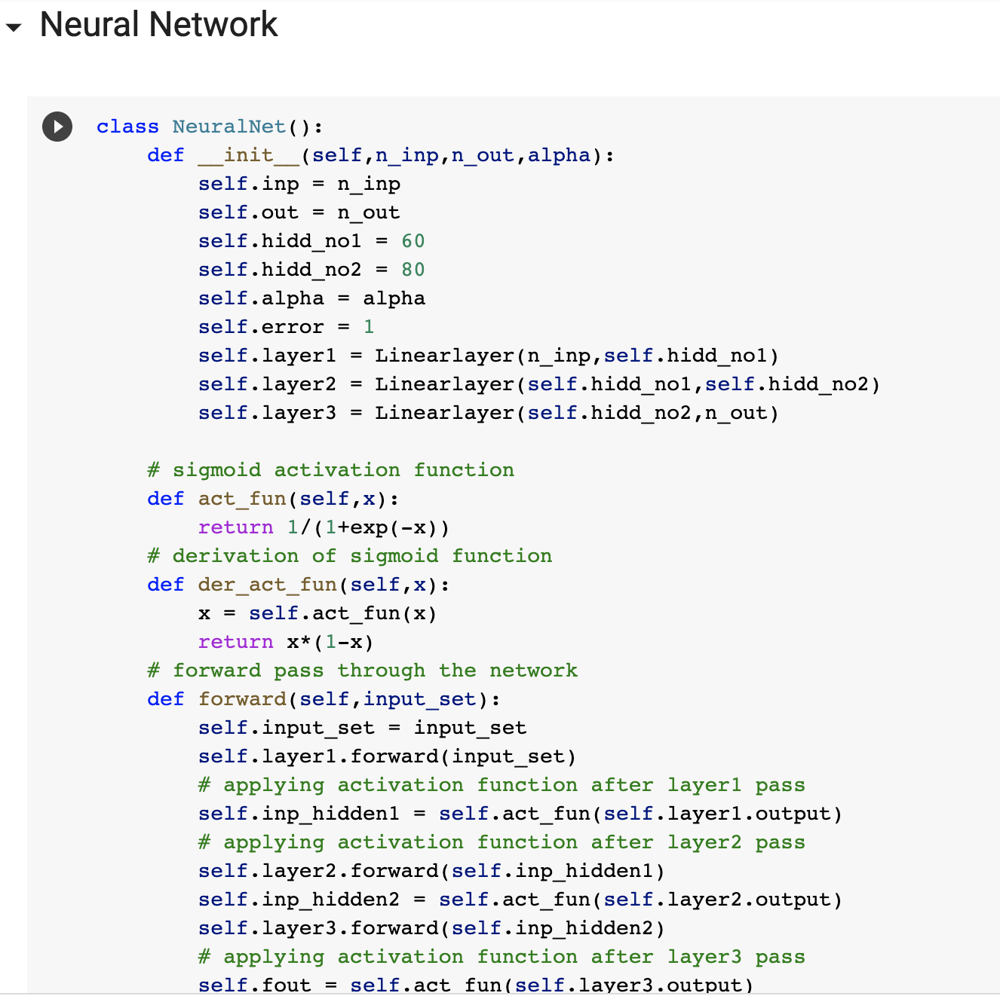 Neural Network
class NeuralNet():
    def __init__(self,n_inp,n_out,alpha):
        self.inp = n_inp
        self.out = n_out
        self.hidd_no1 = 60
        self.hidd_no2 = 80
        self.alpha = alpha
        self.error = 1
        self.layer1 = Linearlayer(n_inp,self.hidd_no1)
        self.layer2 = Linearlayer(self.hidd_no1,self.hidd_no2)
        self.layer3 = Linearlayer(self.hidd_no2,n_out)

    # sigmoid activation function
    def act_fun(self,x):
        return 1/(1+exp(-x))
    # derivation of sigmoid function
    def der_act_fun(self,x):
        x = self.act_fun(x)
        return x*(1-x)
    # forward pass through the network
    def forward(self,input_set):
        self.input_set = input_set
        self.layer1.forward(input_set)
        # applying activation function after layer1 pass
        self.inp_hidden1 = self.act_fun(self.layer1.output)
        # applying activation function after layer2 pass
        self.layer2.forward(self.inp_hidden1)
        self.inp_hidden2 = self.act_fun(self.layer2.output)
        self.layer3.forward(self.inp_hidden2)
        # applying activation function after layer3 pass
        self.fout = self.act_fun(self.layer3.output)